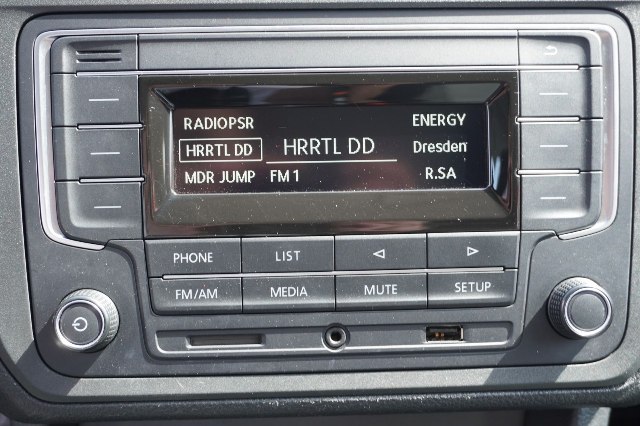 RADIOPSR ENERGY
HRRTL DD HRRTL DD Dresden
MDR JUMP FM 1 R.SA
PHONE LIST
FM/AM MEDIA MUTE SETUP